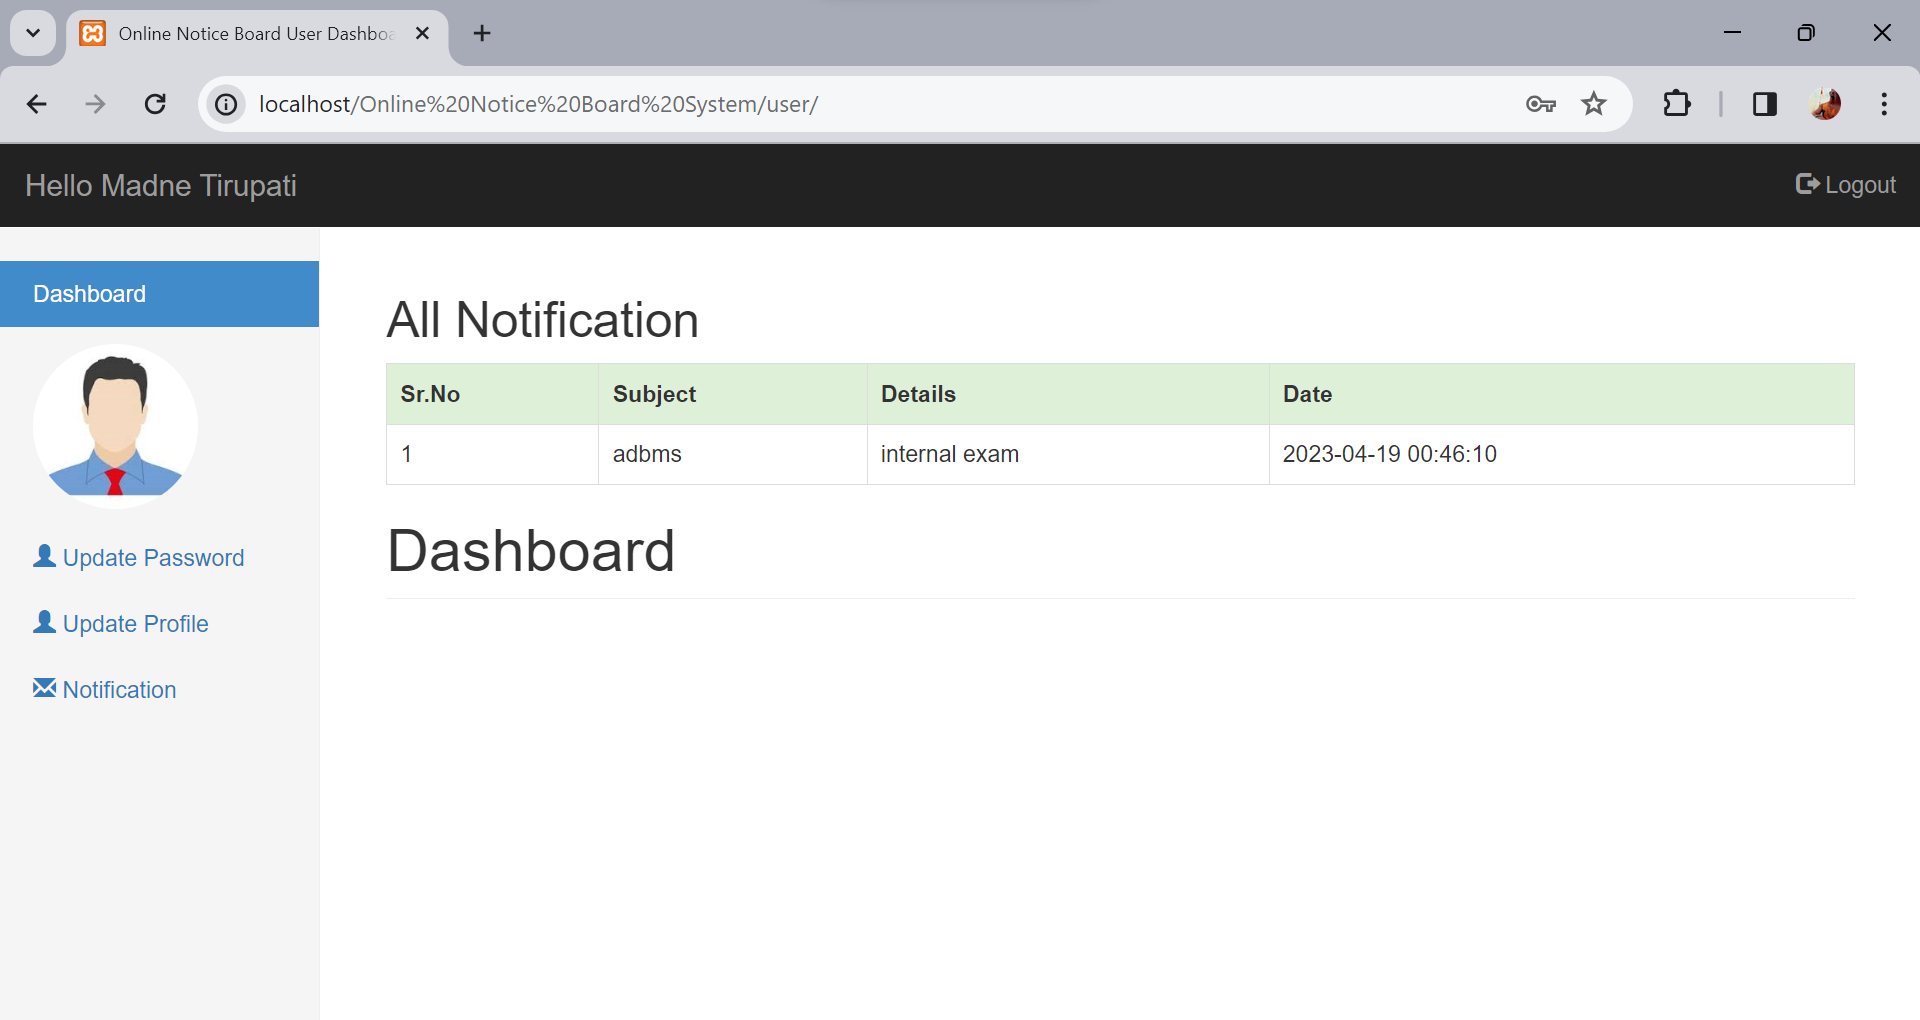 Online Notice Board User Dashboa
localhost/Online%20Notice%20Board%20System/user/
Hello Madne Tirupati
Logout
Dashboard
Update Password
Update Profile
Notification
All Notification
Sr.No Subject Details Date
1 adbms internal exam 2023-04-19 00:46:10
Dashboard